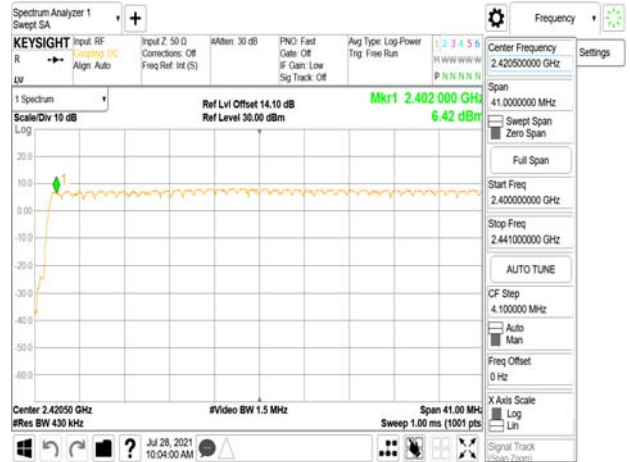 Spectrum Analyzer 1
Swept SA
+
Frequency
KEYSIGHT
Input: RF
Coupling: DC
Align: Auto
Input Z: 50 Ω
Corrections: Off
Freq Ref: Int (S)
#Atten: 30 dB
PNO: Fast
Gate: Off
IF Gain: Low
Sig Track: Off
Avg Type: Log-Power
Trig: Free Run
1 2 3 4 5 6
M W W W W W
P N N N N N
R
Center Frequency
2.420500000 GHz
Settings
Span
41.0000000 MHz
Swept Span
Zero Span
Full Span
Start Freq
2.400000000 GHz
Stop Freq
2.441000000 GHz
AUTO TUNE
CF Step
4.100000 MHz
Auto
Man
Freq Offset
0 Hz
X Axis Scale
Log
Lin
Signal Track
(Span Zoom)
1 Spectrum
Scale/Div 10 dB
Ref Lvl Offset 14.10 dB
Ref Level 30.00 dBm
Mkr1 2.402 000 GHz
6.42 dBm
Log
20.0
10.0
0.00
-10.0
-20.0
-30.0
-40.0
-50.0
-60.0
1
Center 2.42050 GHz
#Res BW 430 kHz
#Video BW 1.5 MHz
Span 41.00 MHz
Sweep 1.00 ms (1001 pts)
?
Jul 28, 2021
10:04:00 AM